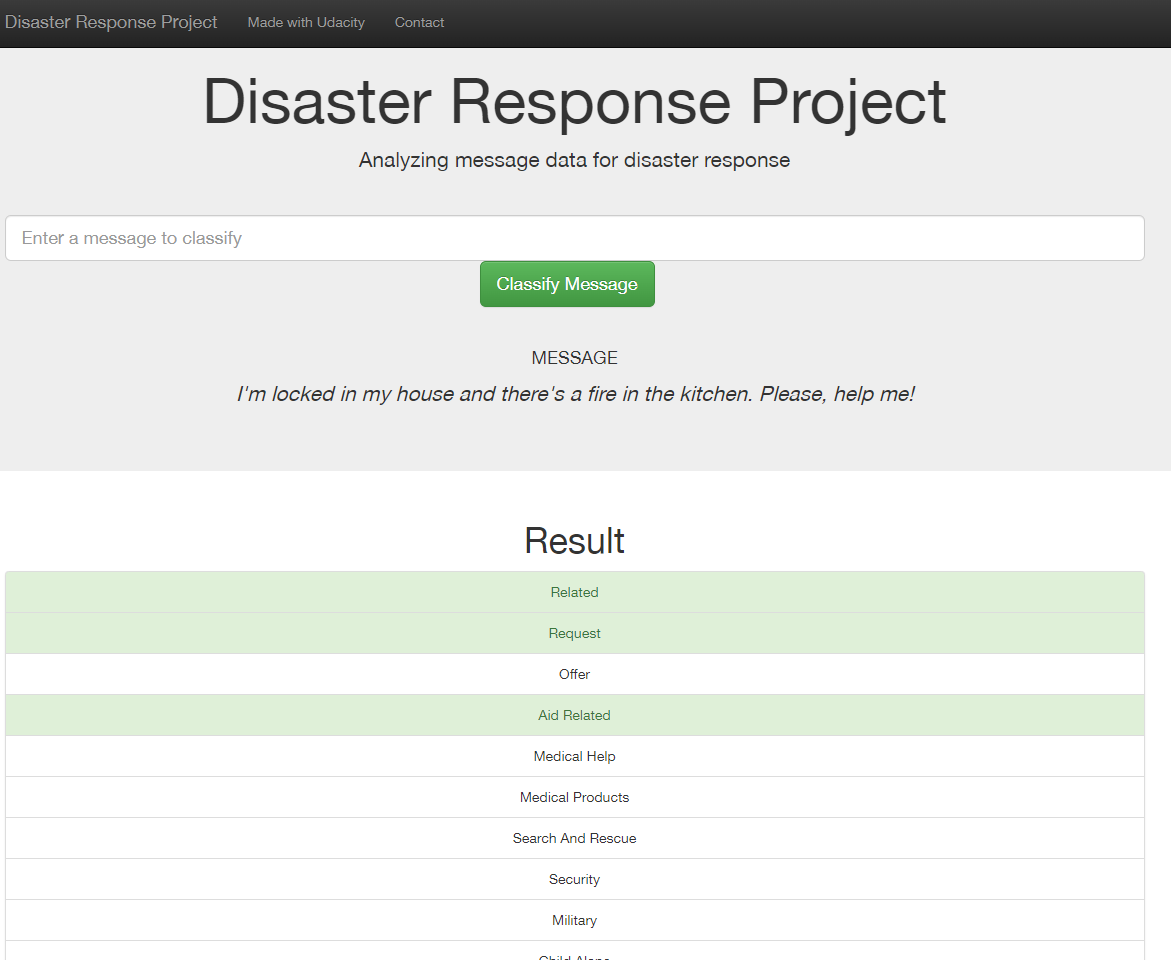 Disaster Response Project Made with Udacity Contact
Disaster Response Project
Analyzing message data for disaster response
Enter a message to classify
Classify Message
MESSAGE
I'm locked in my house and there's a fire in the kitchen. Please, help me!
Result
Related
Request
Offer
Aid Related
Medical Help
Medical Products
Search And Rescue
Security
Military
Child Alone